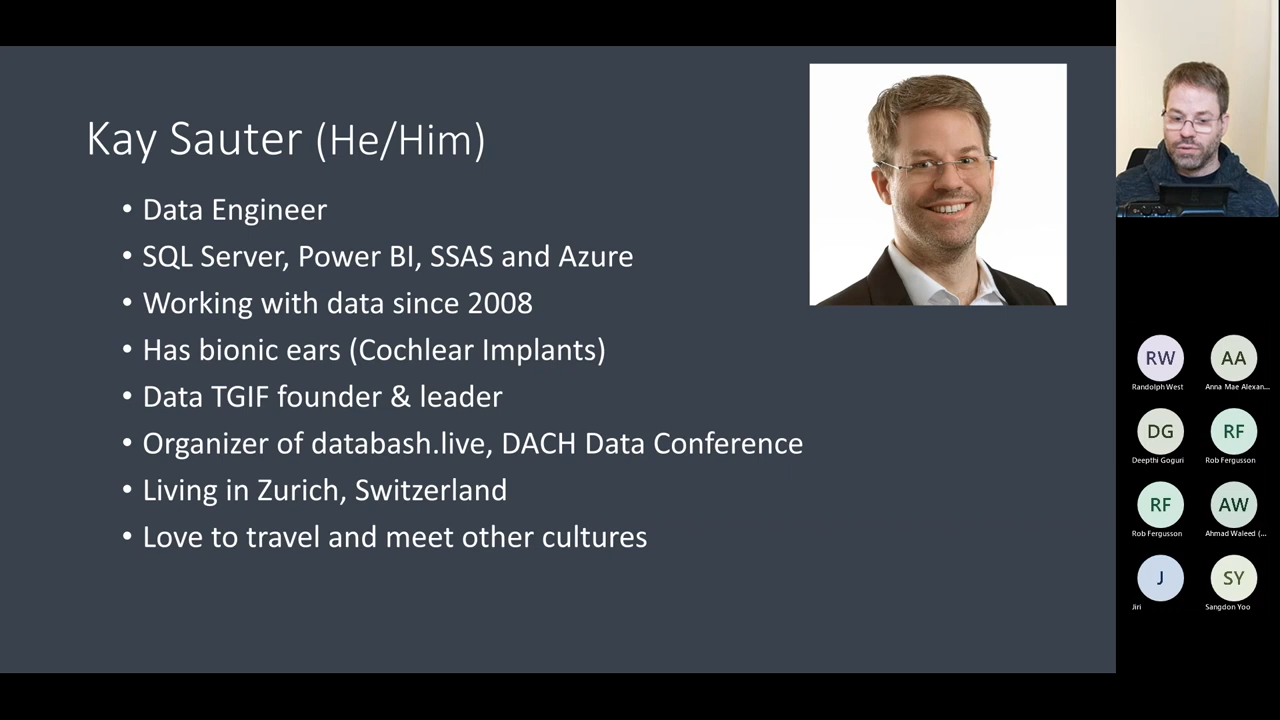 Kay Sauter (He/Him)
• Data Engineer
• SQL Server, Power BI, SSAS and Azure
• Working with data since 2008
• Has bionic ears (Cochlear Implants)
• Data TGIF founder & leader
• Organizer of databash.live, DACH Data Conference
• Living in Zurich, Switzerland
• Love to travel and meet other cultures
RW AA
Randolph West Anna Mae Alexan...
DG RF
Deepthi Goguri Rob Fergusson
RF AW
Rob Fergusson Ahmad Waleed (...
J SY
Jiri Sangdon Yoo